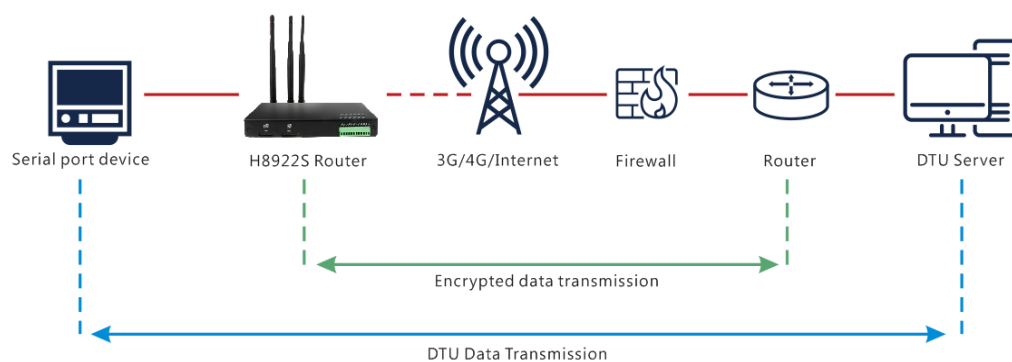 Serial port device
H8922S Router
3G/4G/Internet
Firewall
Router
DTU Server
Encrypted data transmission
DTU Data Transmission